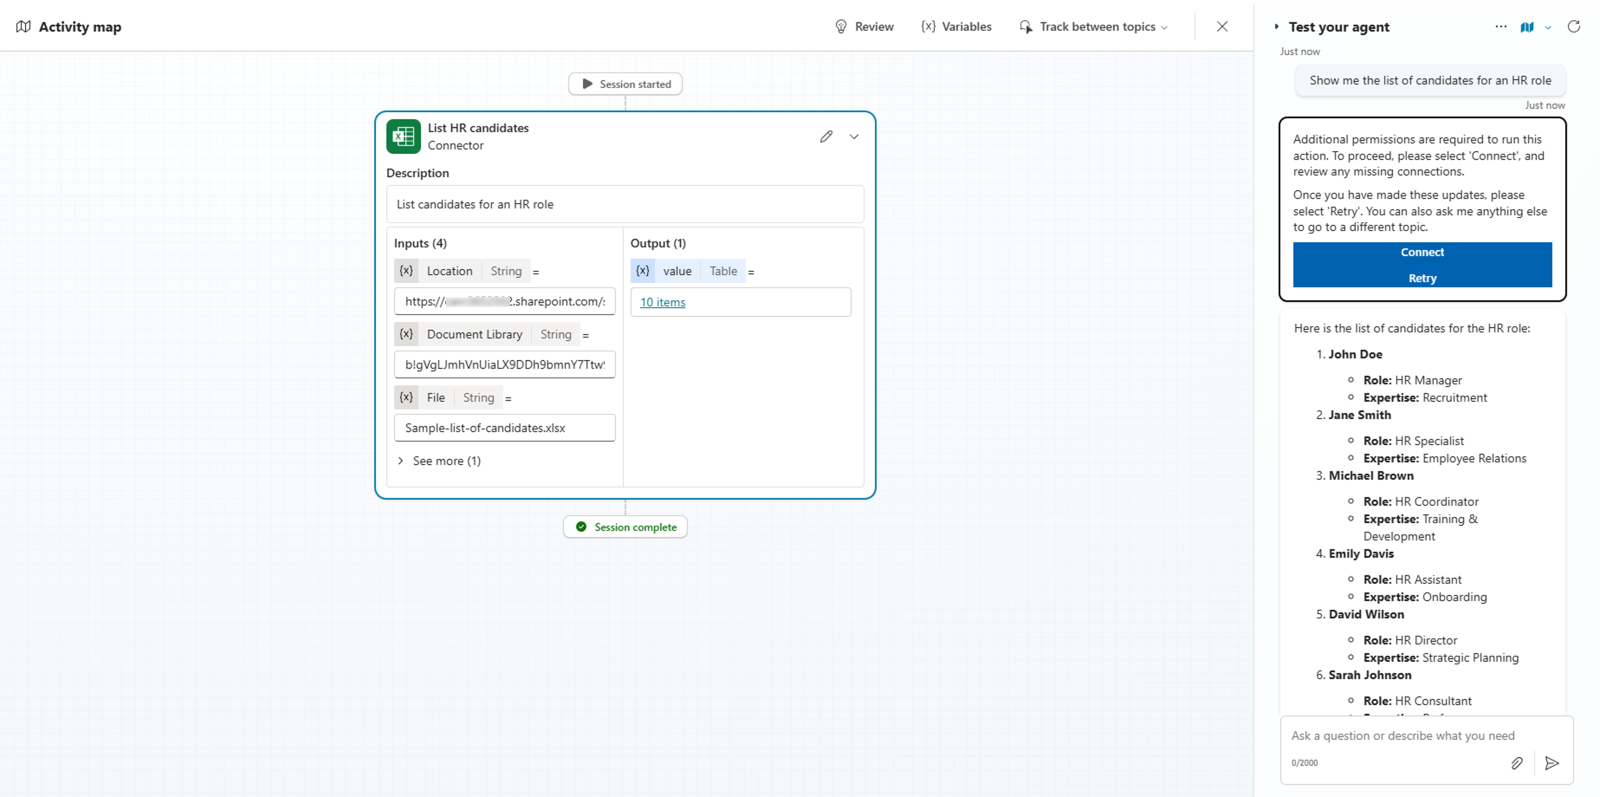 Activity map
Review
{x} Variables
Track between topics
Session started
List HR candidates
Connector
Description
List candidates for an HR role
Inputs (4)
{x} Location String =
https:// .sharepoint.com/
{x} Document Library String =
b!gVgLJmhVnUiaLX9DDh9bmnY7Ttw
{x} File String =
Sample-list-of-candidates.xlsx
See more (1)
Output (1)
{x} value Table =
10 items
Session complete
Test your agent
Just now
Show me the list of candidates for an HR role
Just now
Additional permissions are required to run this
action. To proceed, please select 'Connect', and
review any missing connections.
Once you have made these updates, please
select 'Retry'. You can also ask me anything else
to go to a different topic.
Connect
Retry
Here is the list of candidates for the HR role:
1. John Doe
Role: HR Manager
Expertise: Recruitment
2. Jane Smith
Role: HR Specialist
Expertise: Employee Relations
3. Michael Brown
Role: HR Coordinator
Expertise: Training &
Development
4. Emily Davis
Role: HR Assistant
Expertise: Onboarding
5. David Wilson
Role: HR Director
Expertise: Strategic Planning
6. Sarah Johnson
Role: HR Consultant
Ask a question or describe what you need
0/2000